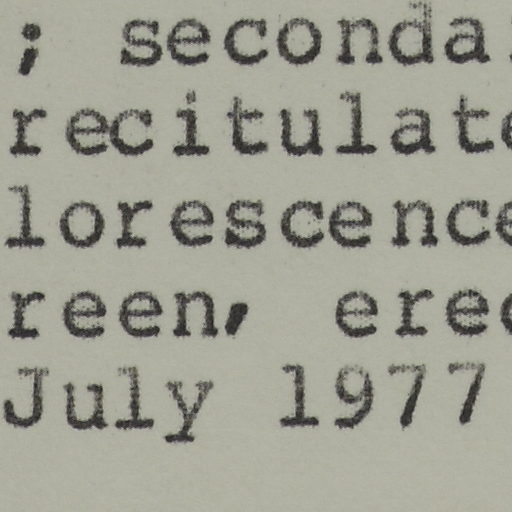 ; seconda
recitulate
lorescence
reen, erec
July 1977